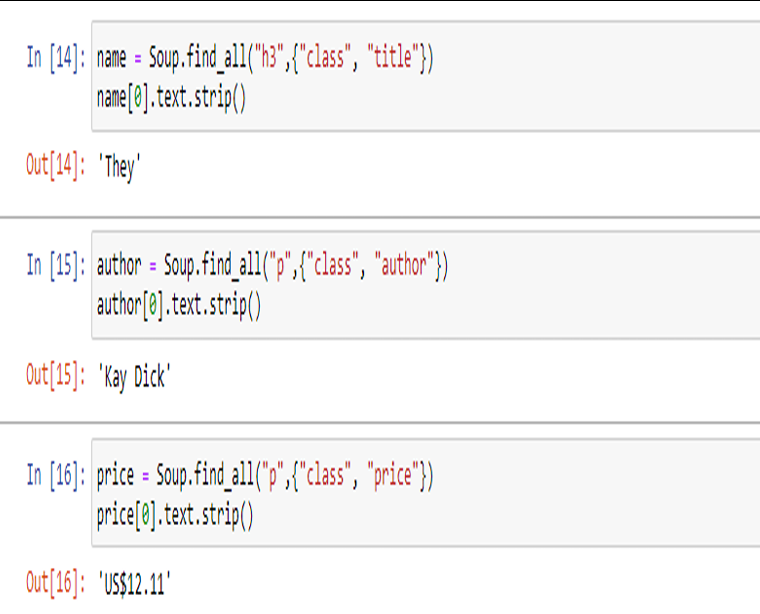 In [14]: name = Soup.find_all("h3",{"class", "title"})
name[0].text.strip()
Out[14]: 'They'
In [15]: author = Soup.find_all("p",{"class", "author"})
author[0].text.strip()
Out[15]: 'Kay Dick'
In [16]: price = Soup.find_all("p",{"class", "price"})
price[0].text.strip()
Out[16]: 'US$12.11'